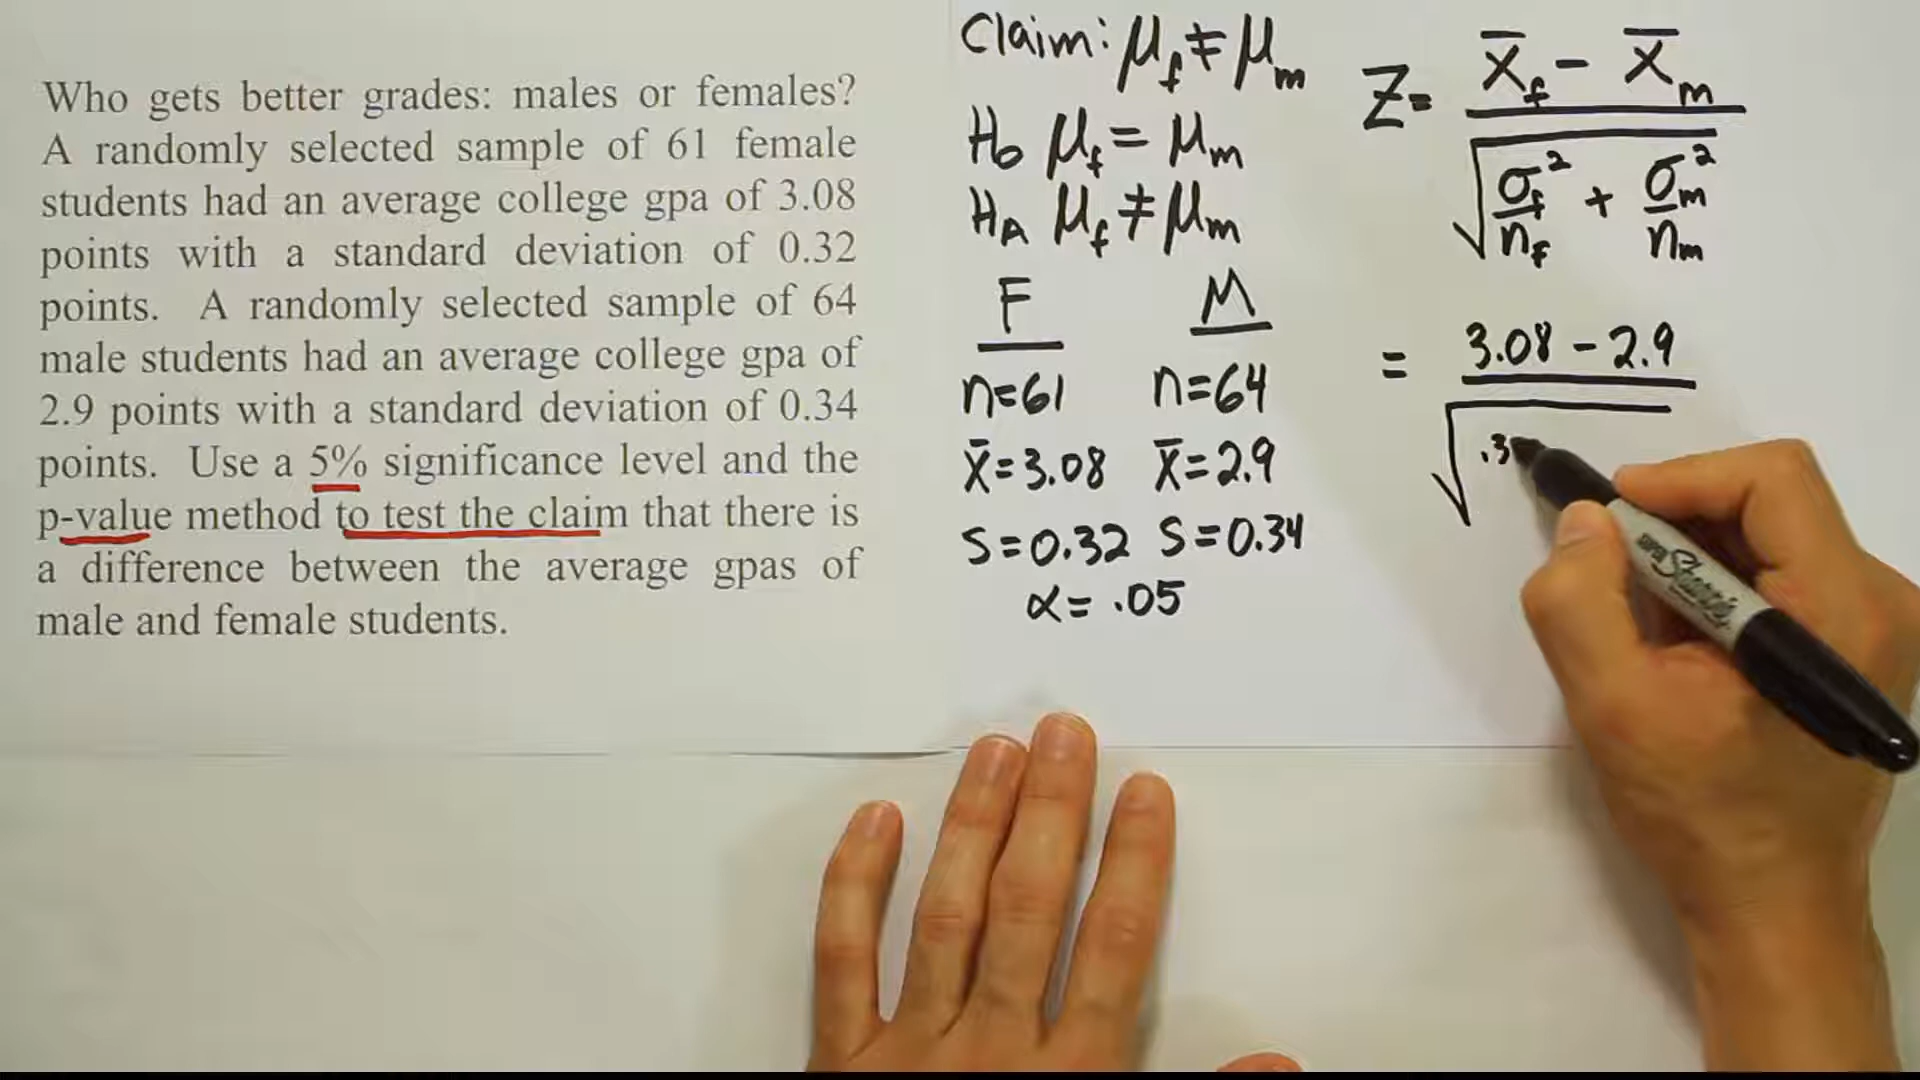 Who gets better grades: males or females?
A randomly selected sample of 61 female
students had an average college gpa of 3.08
points with a standard deviation of 0.32
points. A randomly selected sample of 64
male students had an average college gpa of
2.9 points with a standard deviation of 0.34
points. Use a 5% significance level and the
p-value method to test the claim that there is
a difference between the average gpas of
male and female students.
Claim: μf ≠ μm
H0 μf = μm
HA μf ≠ μm
F M
n=61 n=64
x̄=3.08 x̄=2.9
s=0.32 s=0.34
α=.05
Z= x̄f - x̄m
√ σf² + σm²
nf nm
= 3.08 - 2.9
√ .3
Sharpie